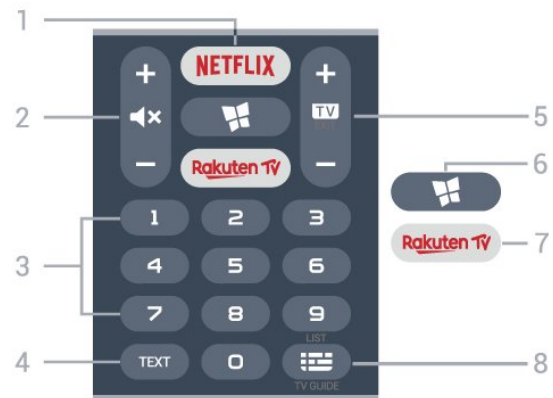 1
NETFLIX
+ +
2
TV
5
- -
6
Rakuten TV
1 2 3
Rakuten TV
7
3
4 5 6
7 8 9
LIST
4
TEXT
0
8
TV GUIDE